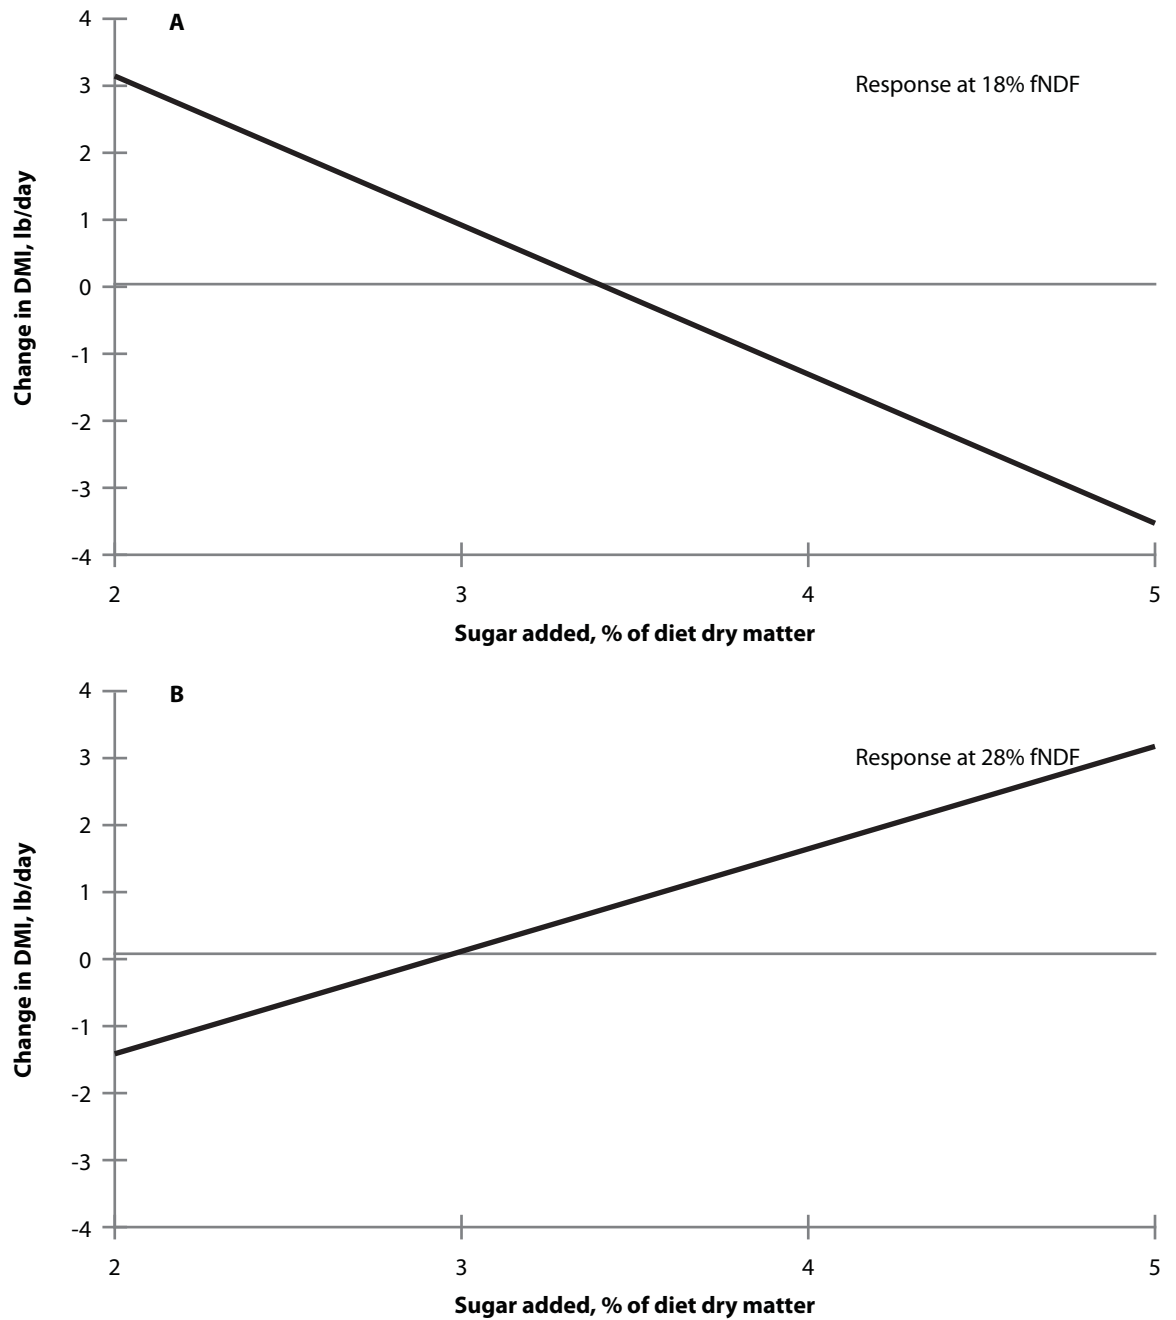 A
Response at 18% fNDF
Change in DMI, lb/day
4
3
2
1
0
-1
-2
-3
-4
2 3 4 5
Sugar added, % of diet dry matter
B
Response at 28% fNDF
Change in DMI, lb/day
4
3
2
1
0
-1
-2
-3
-4
2 3 4 5
Sugar added, % of diet dry matter